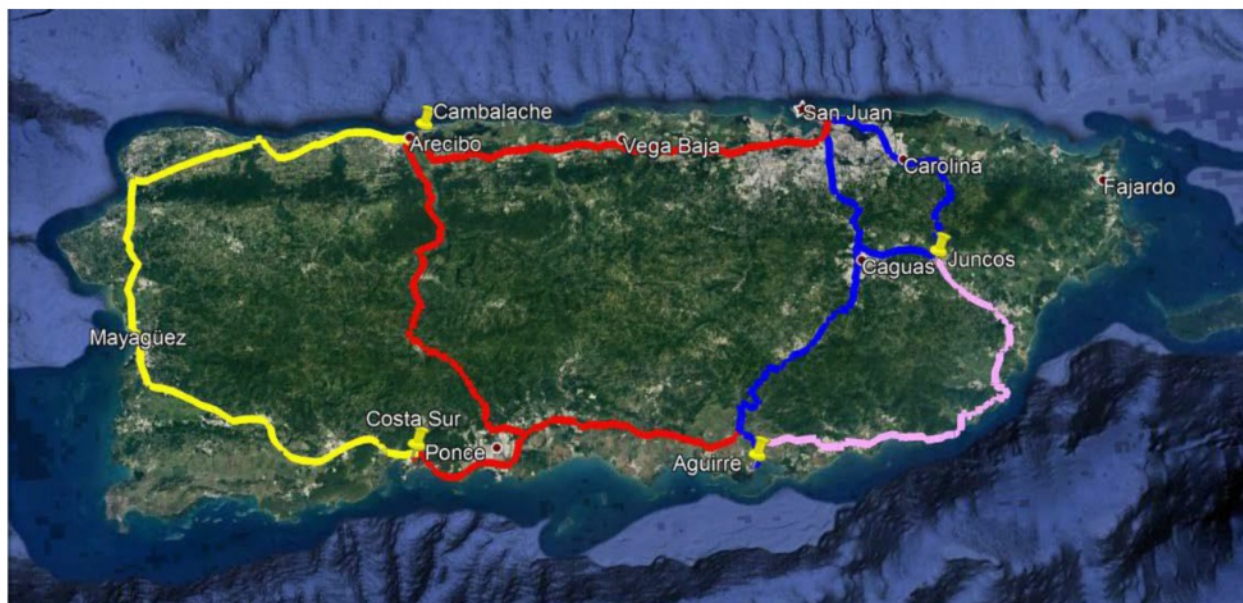 Cambalache
San Juan
Arecibo
Vega Baja
Carolina
Fajardo
Caguas
Juncos
Mayagüez
Costa Sur
Ponce
Aguirre